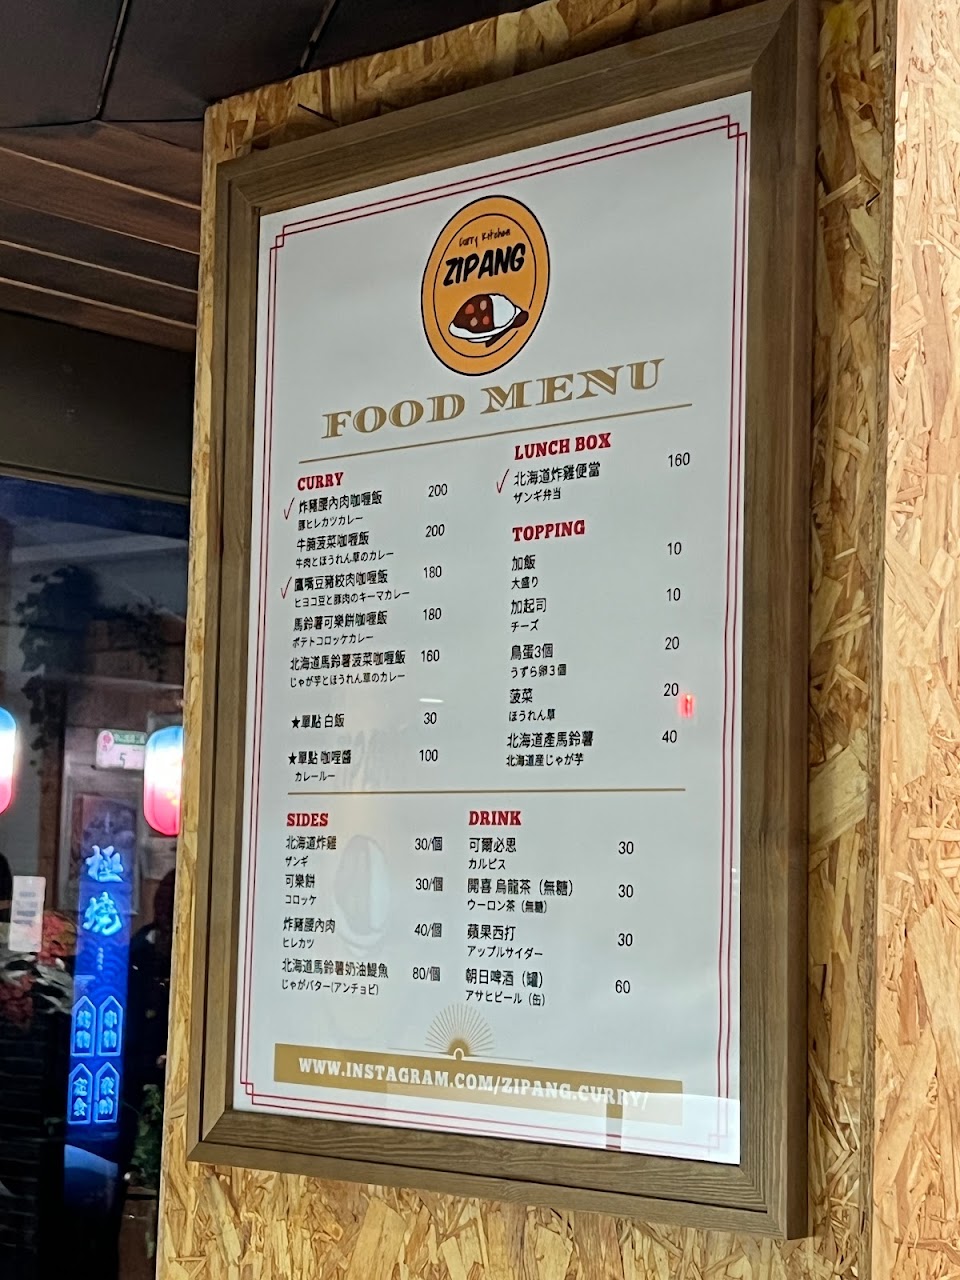 Curry Kitchen
ZIPANG
FOOD MENU
CURRY
炸豬腰內肉咖喱飯 200
豚ヒレカツカレー
牛腩菠菜咖喱飯 200
牛肉とほうれん草のカレー
鷹嘴豆豬絞肉咖喱飯 180
ヒヨコ豆と豚肉のキーマカレー
馬鈴薯可樂餅咖喱飯 180
ポテトコロッケカレー
北海道馬鈴薯菠菜咖喱飯 160
じゃが芋とほうれん草のカレー
★單點 白飯 30
★單點 咖哩醬 100
カレールー
LUNCH BOX
北海道炸雞便當 160
ザンギ弁当
TOPPING
加飯 10
大盛り
加起司 10
チーズ
鳥蛋3個 20
うずら卵３個
菠菜 20
ほうれん草
北海道產馬鈴薯 40
北海道産じゃが芋
SIDES
北海道炸雞 30/個
ザンギ
可樂餅 30/個
コロッケ
炸豬腰內肉 40/個
ヒレカツ
北海道馬鈴薯奶油鯷魚 80/個
じゃがバター(アンチョビ)
DRINK
可爾必思 30
カルピス
開喜 烏龍茶（無糖） 30
ウーロン茶（無糖）
蘋果西打 30
アップルサイダー
朝日啤酒（罐） 60
アサヒビール（缶）
WWW.INSTAGRAM.COM/ZIPANG.CURRY/
極
燒
5